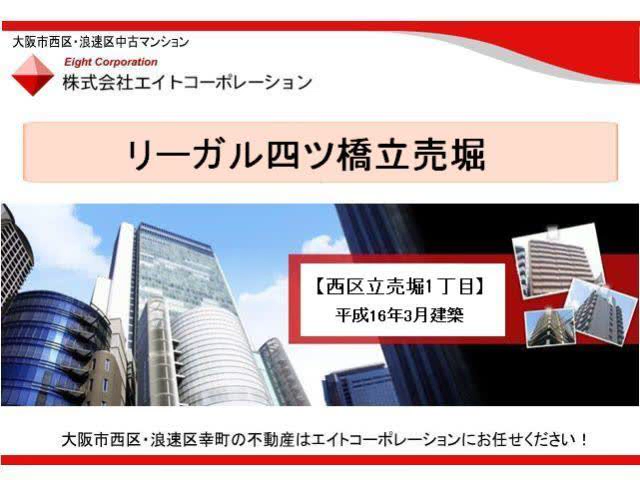 大阪市西区・浪速区中古マンション
Eight Corporation
株式会社エイトコーポレーション
リーガル四ツ橋立売堀
【西区立売堀1丁目】
平成16年3月建築
大阪市西区・浪速区幸町の不動産はエイトコーポレーションにお任せください！